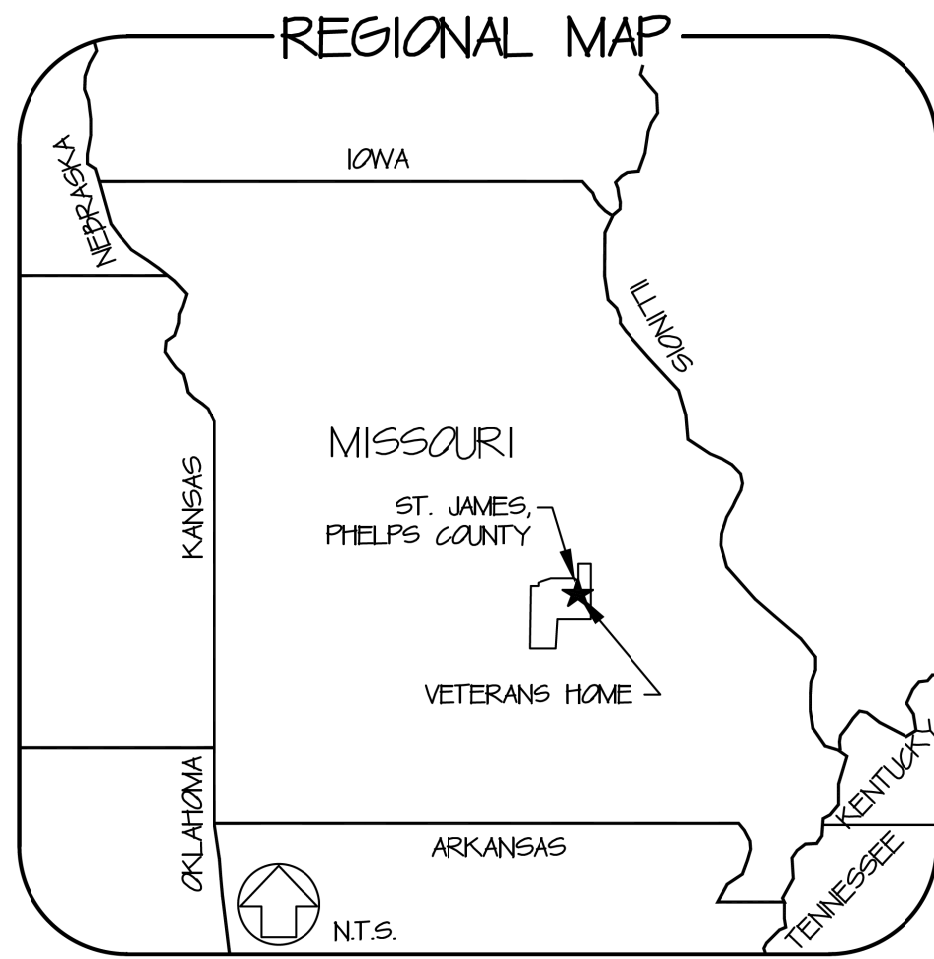 REGIONAL MAP
IOWA
NEBRASKA
ILLINOIS
MISSOURI
KANSAS
ST. JAMES,
PHELPS COUNTY
VETERANS HOME
KENTUCKY
OKLAHOMA
ARKANSAS
TENNESSEE
N.T.S.